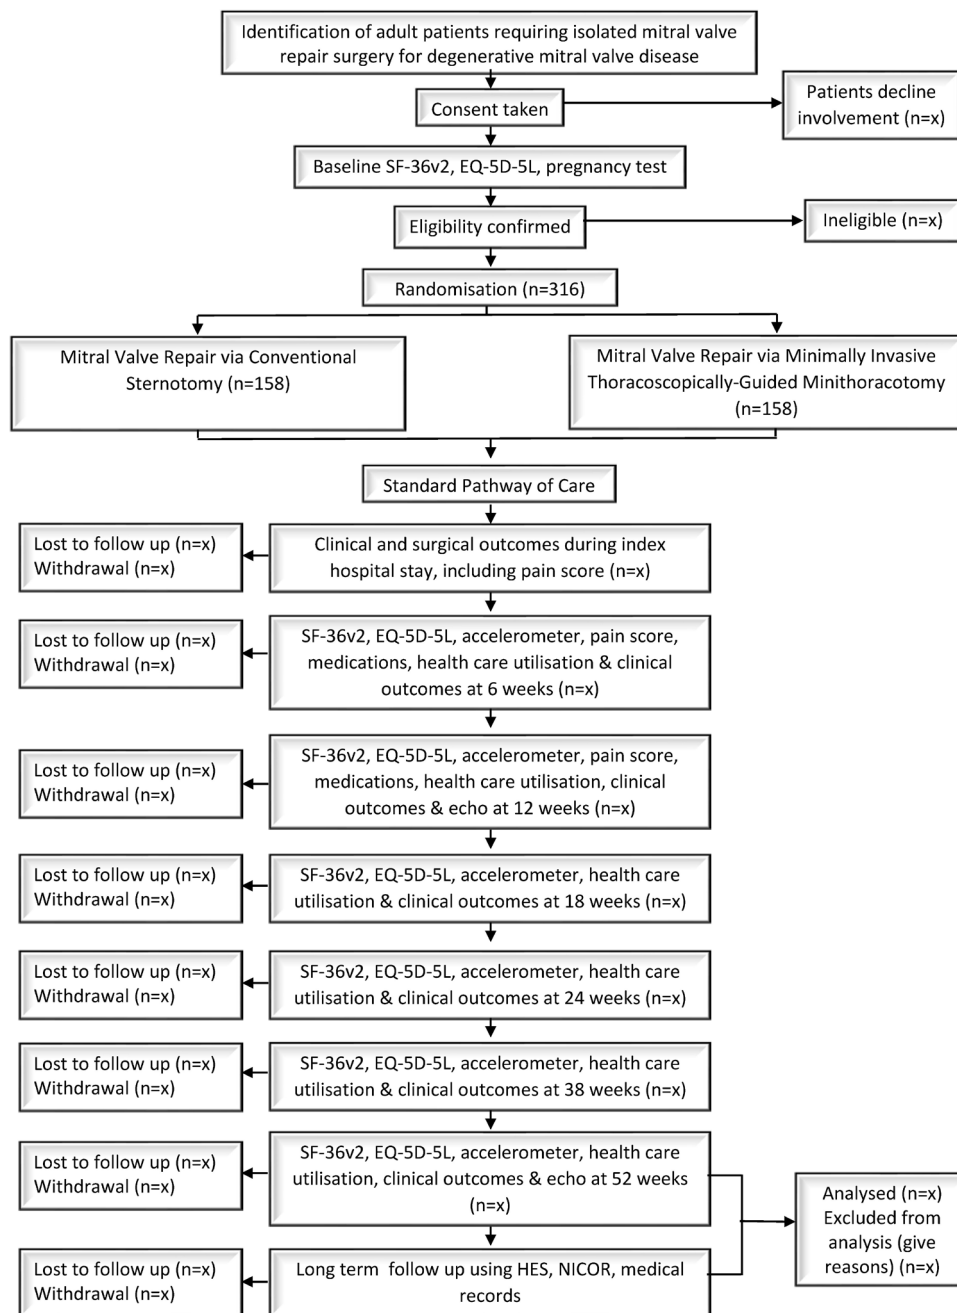 Identification of adult patients requiring isolated mitral valve
repair surgery for degenerative mitral valve disease
Consent taken
Patients decline
involvement (n=x)
Baseline SF-36v2, EQ-5D-5L, pregnancy test
Eligibility confirmed
Ineligible (n=x)
Randomisation (n=316)
Mitral Valve Repair via Conventional
Sternotomy (n=158)
Mitral Valve Repair via Minimally Invasive
Thoracoscopically-Guided Minithoracotomy
(n=158)
Standard Pathway of Care
Lost to follow up (n=x)
Withdrawal (n=x)
Clinical and surgical outcomes during index
hospital stay, including pain score (n=x)
Lost to follow up (n=x)
Withdrawal (n=x)
SF-36v2, EQ-5D-5L, accelerometer, pain score,
medications, health care utilisation & clinical
outcomes at 6 weeks (n=x)
Lost to follow up (n=x)
Withdrawal (n=x)
SF-36v2, EQ-5D-5L, accelerometer, pain score,
medications, health care utilisation, clinical
outcomes & echo at 12 weeks (n=x)
Lost to follow up (n=x)
Withdrawal (n=x)
SF-36v2, EQ-5D-5L, accelerometer, health care
utilisation & clinical outcomes at 18 weeks (n=x)
Lost to follow up (n=x)
Withdrawal (n=x)
SF-36v2, EQ-5D-5L, accelerometer, health care
utilisation & clinical outcomes at 24 weeks (n=x)
Lost to follow up (n=x)
Withdrawal (n=x)
SF-36v2, EQ-5D-5L, accelerometer, health care
utilisation & clinical outcomes at 38 weeks (n=x)
Lost to follow up (n=x)
Withdrawal (n=x)
SF-36v2, EQ-5D-5L, accelerometer, health care
utilisation, clinical outcomes & echo at 52 weeks
(n=x)
Analysed (n=x)
Excluded from
analysis (give
reasons) (n=x)
Lost to follow up (n=x)
Withdrawal (n=x)
Long term follow up using HES, NICOR, medical
records